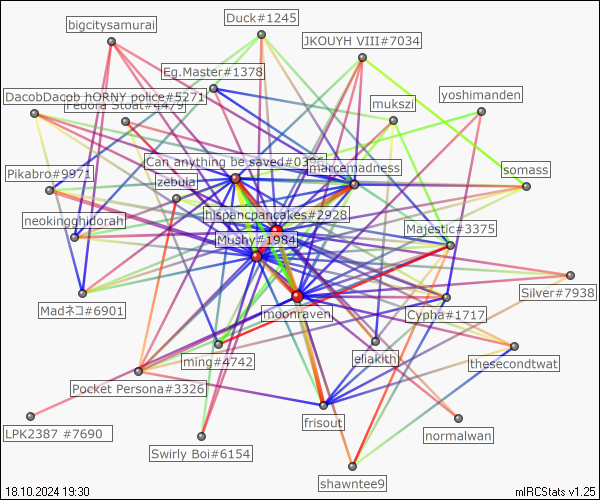 bigcitysamurai
Duck#1245
JKOUYH VIII#7034
Eg.Master#1378
yoshimanden
DacobDacob hORNY police#5271
Fedora Stoat#4479
mukszi
Can anything be saved#0396
marcemadness
somass
Pikabro#9971
zebula
neokingghidorah
hispancpancakes#2928
Majestic#3375
Mushy#1984
Silver#7938
Madネコ#6901
moonraven
Cypha#1717
ming#4742
eliakith
thesecondtwat
Pocket Persona#3326
frisout
LPK2387 #7690
normalwan
Swirly Boi#6154
shawntee9
18.10.2024 19:30
mIRCStats v1.25